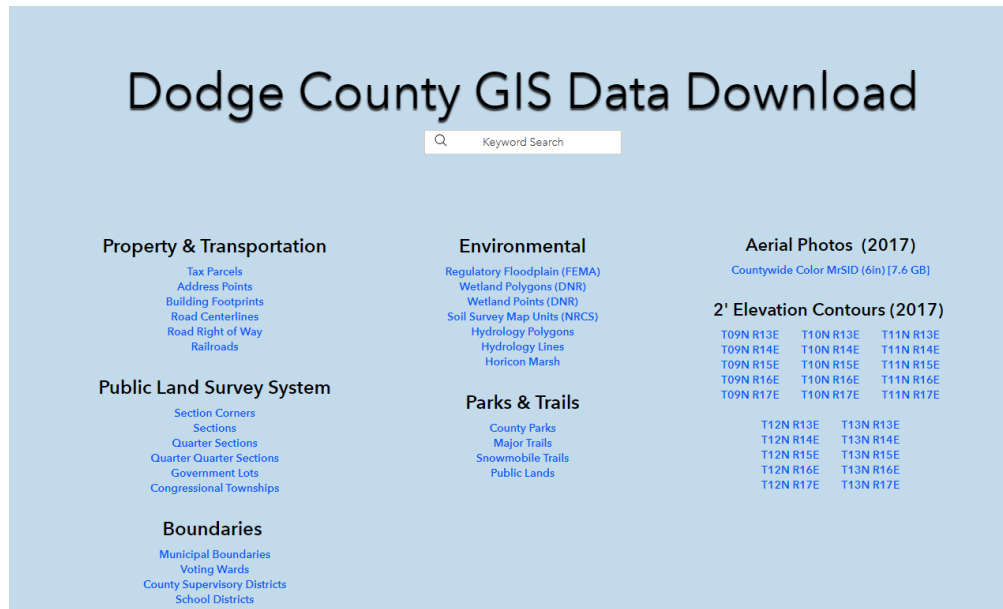 Dodge County GIS Data Download
Keyword Search
Property & Transportation
Tax Parcels
Address Points
Building Footprints
Road Centerlines
Road Right of Way
Railroads
Public Land Survey System
Section Corners
Sections
Quarter Sections
Quarter Quarter Sections
Government Lots
Congressional Townships
Boundaries
Municipal Boundaries
Voting Wards
County Supervisory Districts
School Districts
Environmental
Regulatory Floodplain (FEMA)
Wetland Polygons (DNR)
Wetland Points (DNR)
Soil Survey Map Units (NRCS)
Hydrology Polygons
Hydrology Lines
Horicon Marsh
Parks & Trails
County Parks
Major Trails
Snowmobile Trails
Public Lands
Aerial Photos (2017)
Countywide Color MrSID (6in) [7.6 GB]
2' Elevation Contours (2017)
T09N R13E T10N R13E T11N R13E
T09N R14E T10N R14E T11N R14E
T09N R15E T10N R15E T11N R15E
T09N R16E T10N R16E T11N R16E
T09N R17E T10N R17E T11N R17E
T12N R13E T13N R13E
T12N R14E T13N R14E
T12N R15E T13N R15E
T12N R16E T13N R16E
T12N R17E T13N R17E